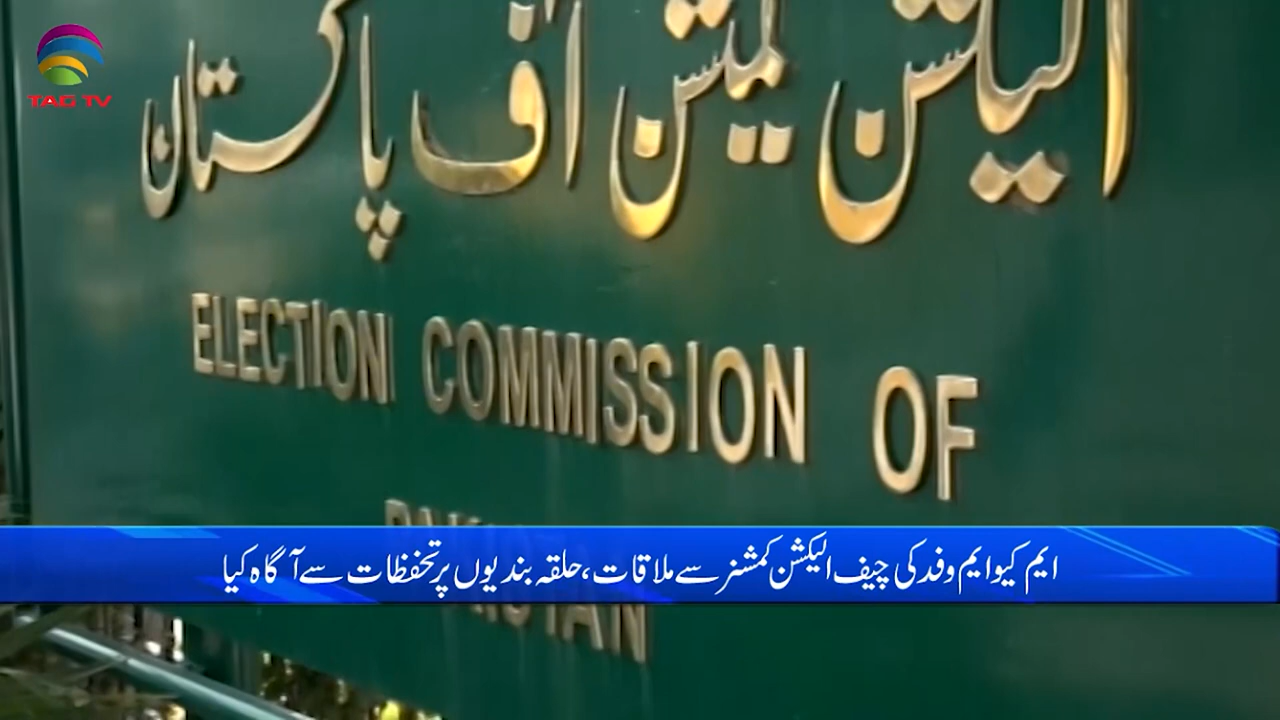 TAG TV
الیکشن کمیشن آف پاکستان
ELECTION COMMISSION OF
PAKISTAN
ایم کیو ایم وفد کی چیف الیکشن کمشنر سے ملاقات، حلقہ بندیوں پر تحفظات سے آگاہ کیا